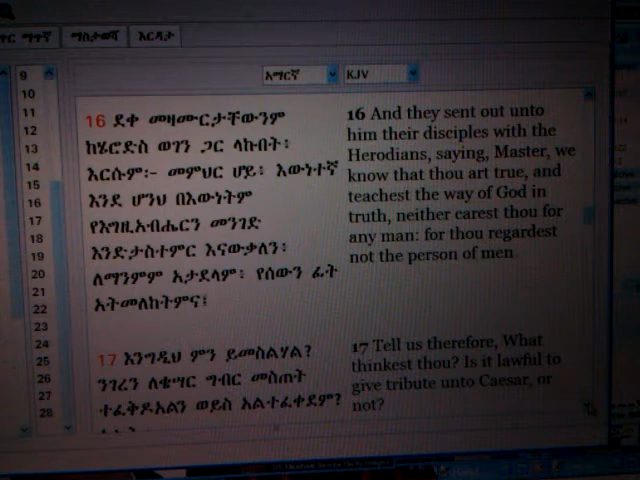 ማስታወሻ
እርዳታ
አማርኛ
KJV
9
10
11
12
13
14
15
16
17
18
19
20
21
22
23
24
25
26
27
28
16 ደቀ መዛሙርታቸውንም
ከሄሮድስ ወገን ጋር ላኩበት፤
እርሱም፦ መምህር ሆይ፤ እውነተኛ
እንደ ሆንህ በእውነትም
የእግዚአብሔርን መንገድ
እንድታስተምር እናውቃለን፤
ለማንምም አታደላም፤ የሰውን ፊት
አትመለከትምና፤
17 እንግዲህ ምን ይመስልሃል?
ንገረን ለቄሣር ግብር መስጠት
ተፈቅዶአልን ወይስ አልተፈቀደም?
16 And they sent out unto
him their disciples with the
Herodians, saying, Master, we
know that thou art true, and
teachest the way of God in
truth, neither carest thou for
any man: for thou regardest
not the person of men.
17 Tell us therefore, What
thinkest thou? Is it lawful to
give tribute unto Caesar, or
not?